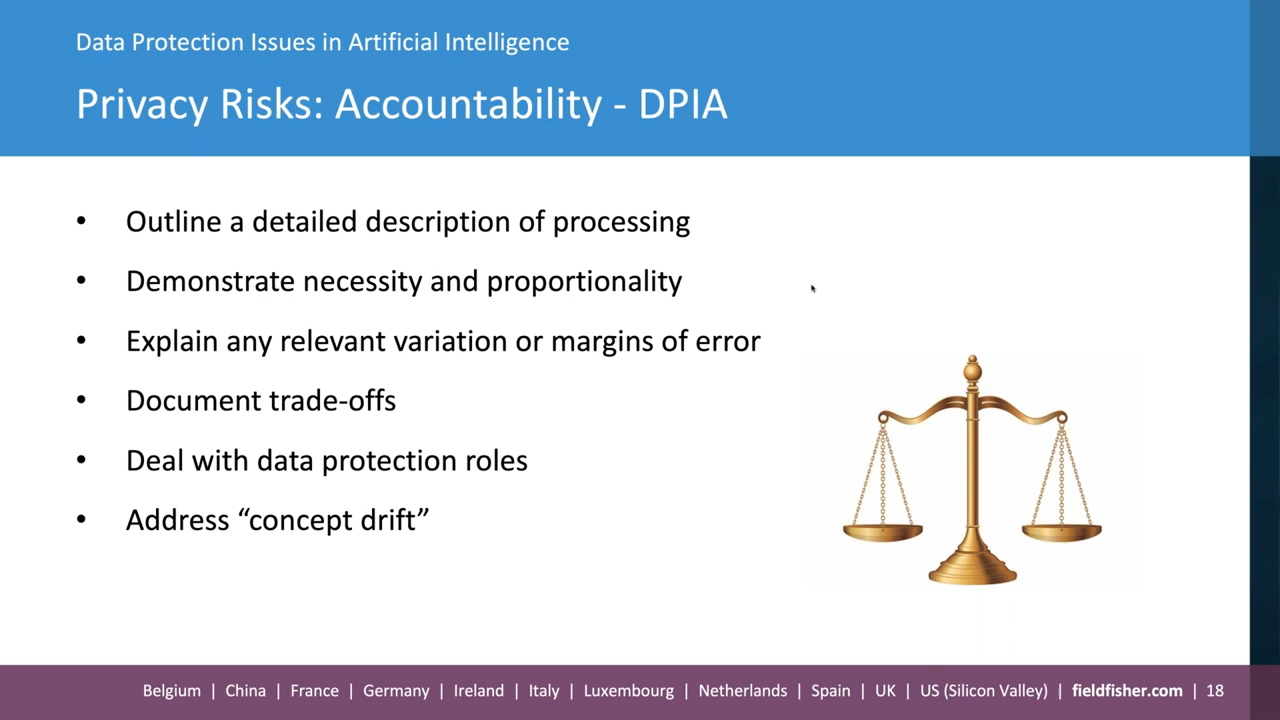 Data Protection Issues in Artificial Intelligence
Privacy Risks: Accountability - DPIA
• Outline a detailed description of processing
• Demonstrate necessity and proportionality
• Explain any relevant variation or margins of error
• Document trade-offs
• Deal with data protection roles
• Address “concept drift”
Belgium | China | France | Germany | Ireland | Italy | Luxembourg | Netherlands | Spain | UK | US (Silicon Valley) | fieldfisher.com | 18